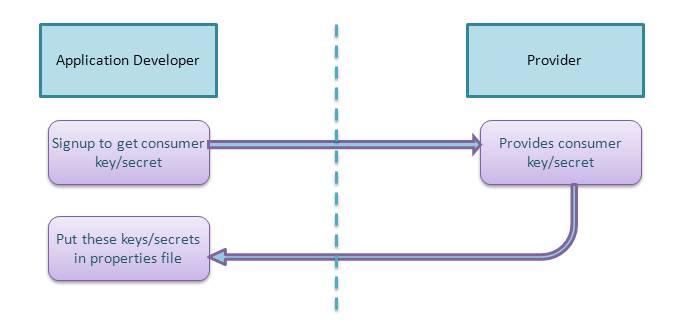 Application Developer
Provider
Signup to get consumer
key/secret
Provides consumer
key/secret
Put these keys/secrets
in properties file